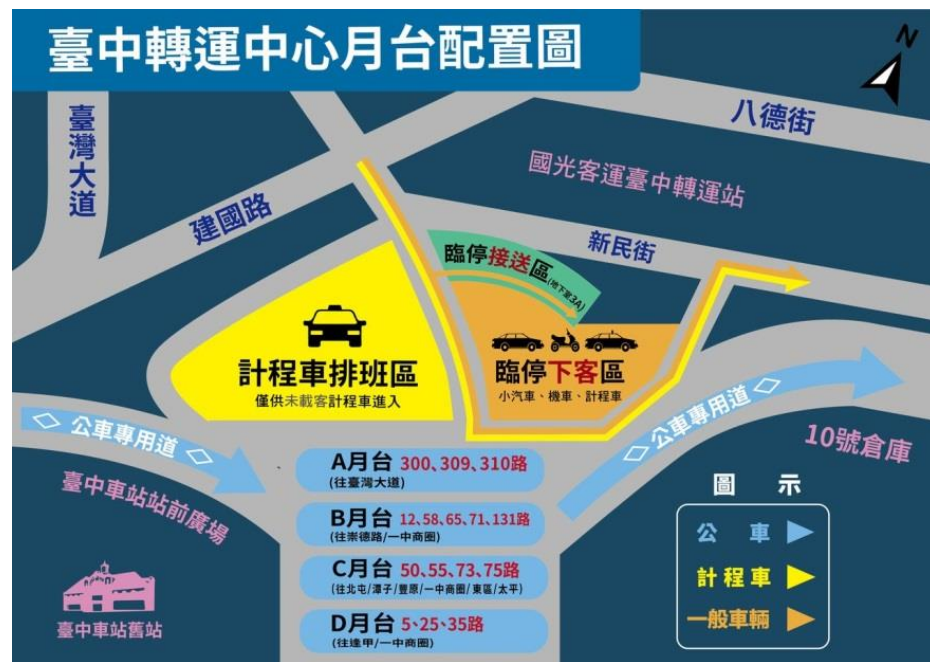 臺中轉運中心月台配置圖
N
臺灣大道
建國路
八德街
國光客運臺中轉運站
新民街
臨停接送區(地下室3A)
計程車排班區
僅供未載客計程車進入
臨停下客區
小汽車、機車、計程車
公車專用道
公車專用道
10號倉庫
臺中車站站前廣場
臺中車站舊站
A月台 300、309、310路
(往臺灣大道)
B月台 12、58、65、71、131路
(往崇德路/一中商圈)
C月台 50、55、73、75路
(往北屯/潭子/豐原/一中商圈/東區/太平)
D月台 5、25、35路
(往逢甲/一中商圈)
圖示
公車
計程車
一般車輛